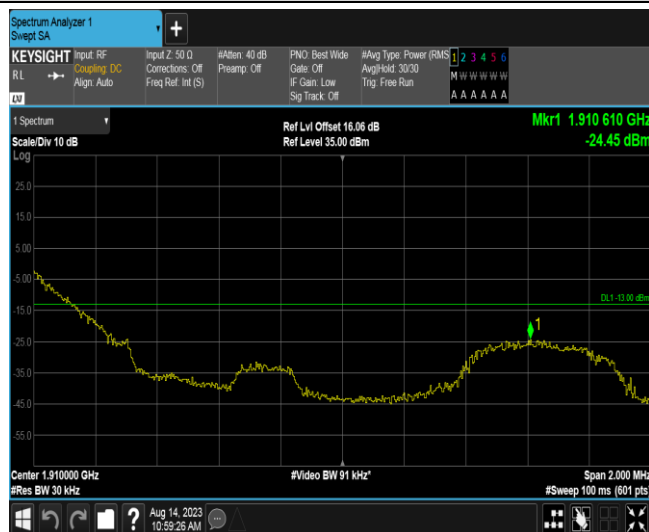 Spectrum Analyzer 1
Swept SA
KEYSIGHT
RL
LXI
Input: RF
Coupling: DC
Align: Auto
Input Z: 50 Ω
Corrections: Off
Freq Ref: Int (S)
#Atten: 40 dB
Preamp: Off
PNO: Best Wide
Gate: Off
IF Gain: Low
Sig Track: Off
#Avg Type: Power (RMS
Avg|Hold: 30/30
Trig: Free Run
1 2 3 4 5 6
M W W W W W
A A A A A A
1 Spectrum
Scale/Div 10 dB
Ref Lvl Offset 16.06 dB
Ref Level 35.00 dBm
Mkr1 1.910 610 GHz
-24.45 dBm
Log
25.0
15.0
5.00
-5.00
-15.0
-25.0
-35.0
-45.0
-55.0
DL1 -13.00 dBm
1
Center 1.910000 GHz
#Res BW 30 kHz
#Video BW 91 kHz*
Span 2.000 MHz
#Sweep 100 ms (601 pts)
Aug 14, 2023
10:59:26 AM